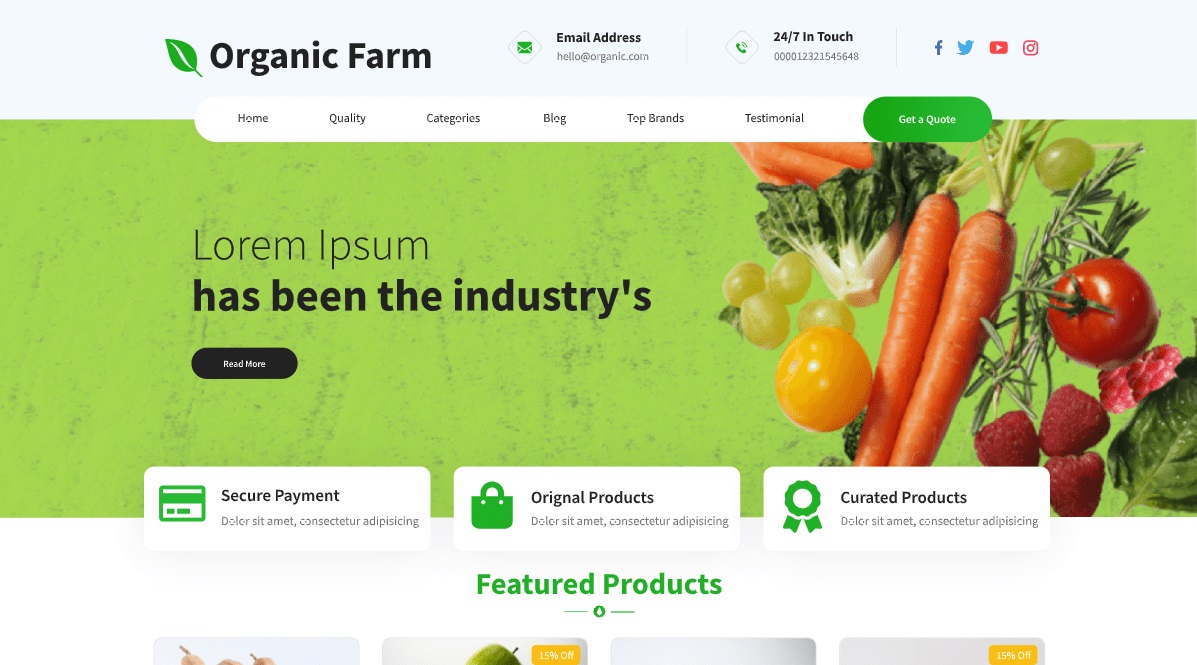 Organic Farm
Email Address
hello@organic.com
24/7 In Touch
000012321545648
Home
Quality
Categories
Blog
Top Brands
Testimonial
Get a Quote
Lorem Ipsum
has been the industry's
Read More
Secure Payment
Dolor sit amet, consectetur adipisicing
Orignal Products
Dolor sit amet, consectetur adipisicing
Curated Products
Dolor sit amet, consectetur adipisicing
Featured Products
15% Off
15% Off